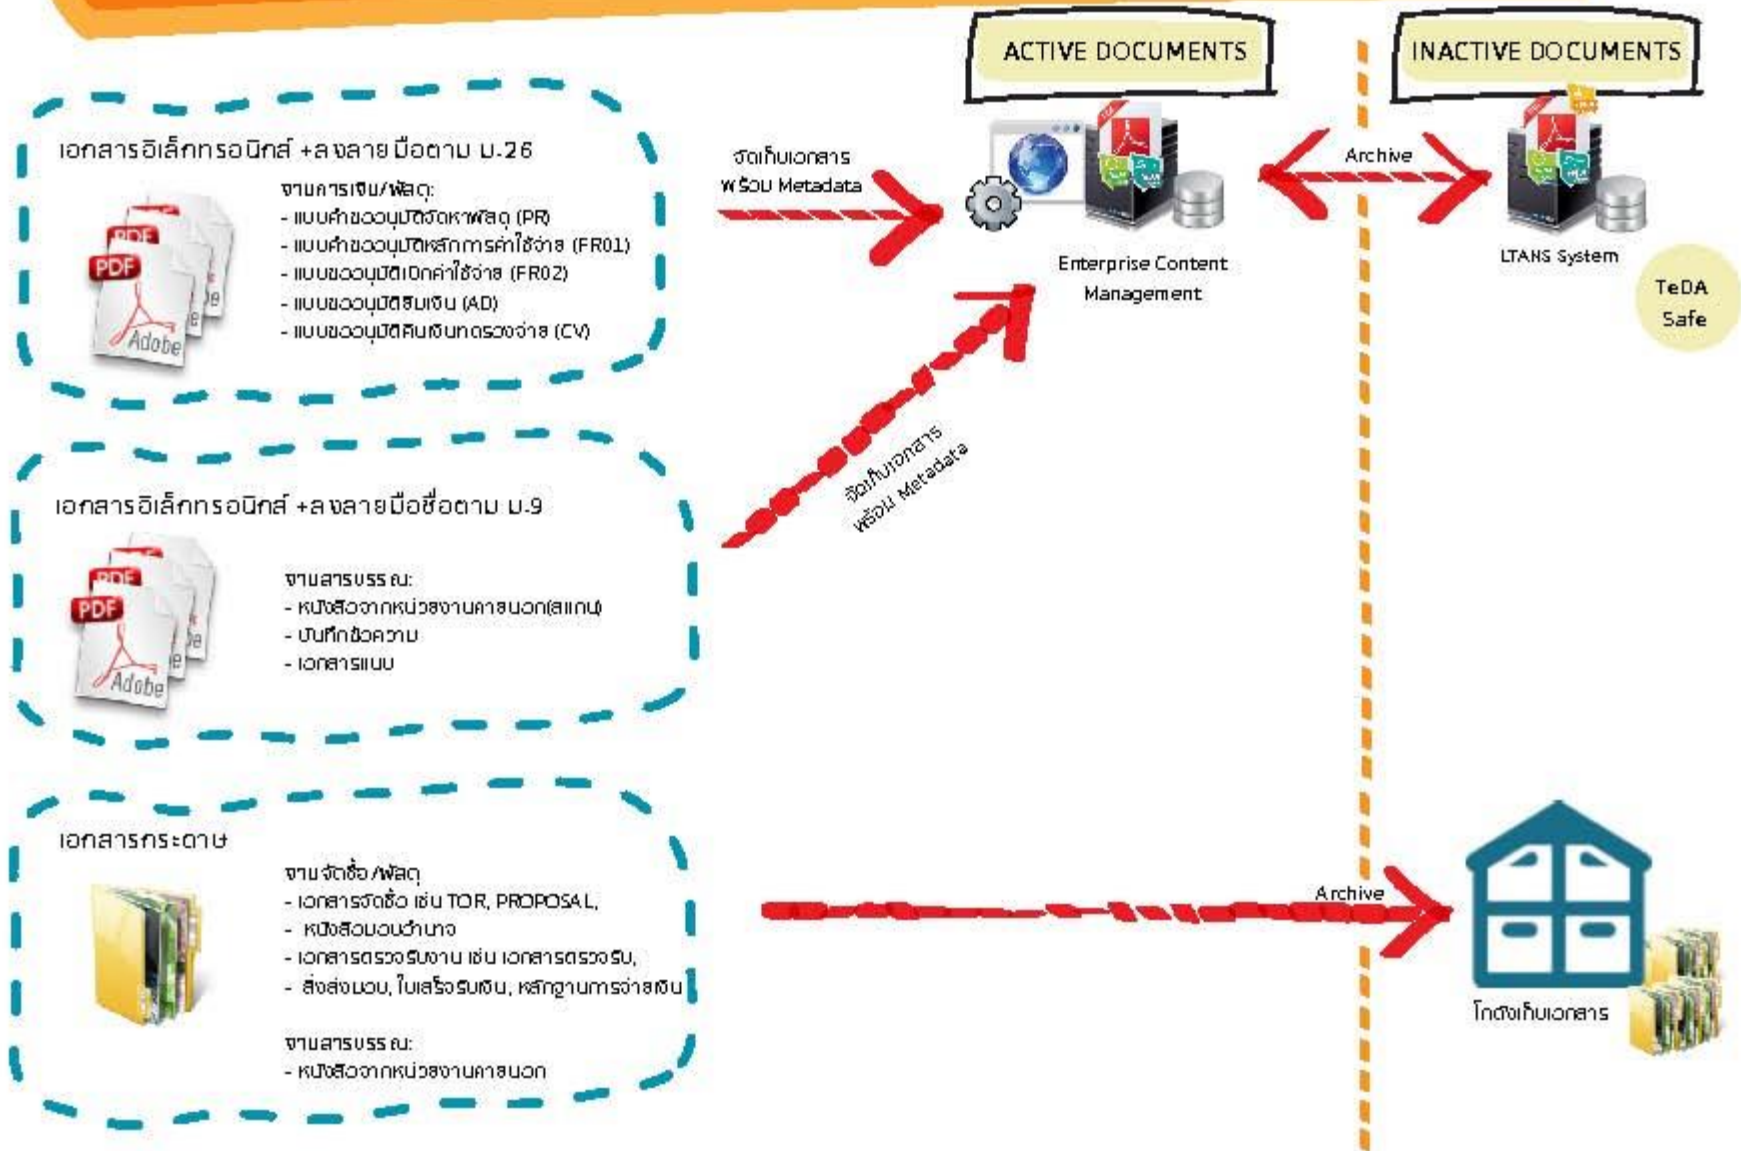 ACTIVE DOCUMENTS
INACTIVE DOCUMENTS
เอกสารอิเล็กทรอนิกส์ +ลงลายมือตาม ม.26
งานการเงิน/พัสดุ:
- แบบคำขออนุมัติจัดหาพัสดุ (PR)
- แบบคำขออนุมัติหลักการค่าใช้จ่าย (FR01)
- แบบขออนุมัติเบิกค่าใช้จ่าย (FR02)
- แบบขออนุมัติยืมเงิน (AD)
- แบบขออนุมัติคืนเงินทดรองจ่าย (CV)
PDF
PDF
Adobe
จัดเก็บเอกสาร
พร้อม Metadata
Enterprise Content
Management
Archive
LTANS System
TeDA
Safe
จัดเก็บเอกสาร
พร้อม Metadata
เอกสารอิเล็กทรอนิกส์ +ลงลายมือชื่อตาม ม.9
งานสารบรรณ:
- หนังสือจากหน่วยงานภายนอก(สแกน)
- บันทึกข้อความ
- เอกสารแนบ
PDF
PDF
Adobe
เอกสารกระดาษ
งานจัดซื้อ/พัสดุ
- เอกสารจัดซื้อ เช่น TOR, PROPOSAL,
- หนังสือมอบอำนาจ
- เอกสารตรวจรับงาน เช่น เอกสารตรวจรับ,
- สิ่งส่งมอบ, ใบเสร็จรับเงิน, หลักฐานการจ่ายเงิน
งานสารบรรณ:
- หนังสือจากหน่วยงานภายนอก
Archive
โกดังเก็บเอกสาร